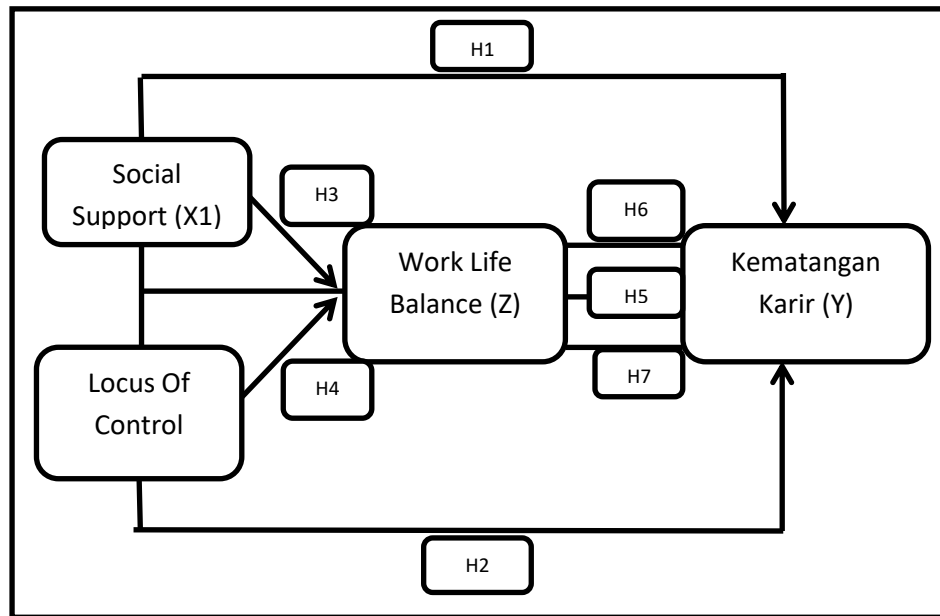 H1
Social
Support (X1)
H3
H6
Work Life
Balance (Z)
H5
Kematangan
Karir (Y)
Locus Of
Control
H4
H7
H2